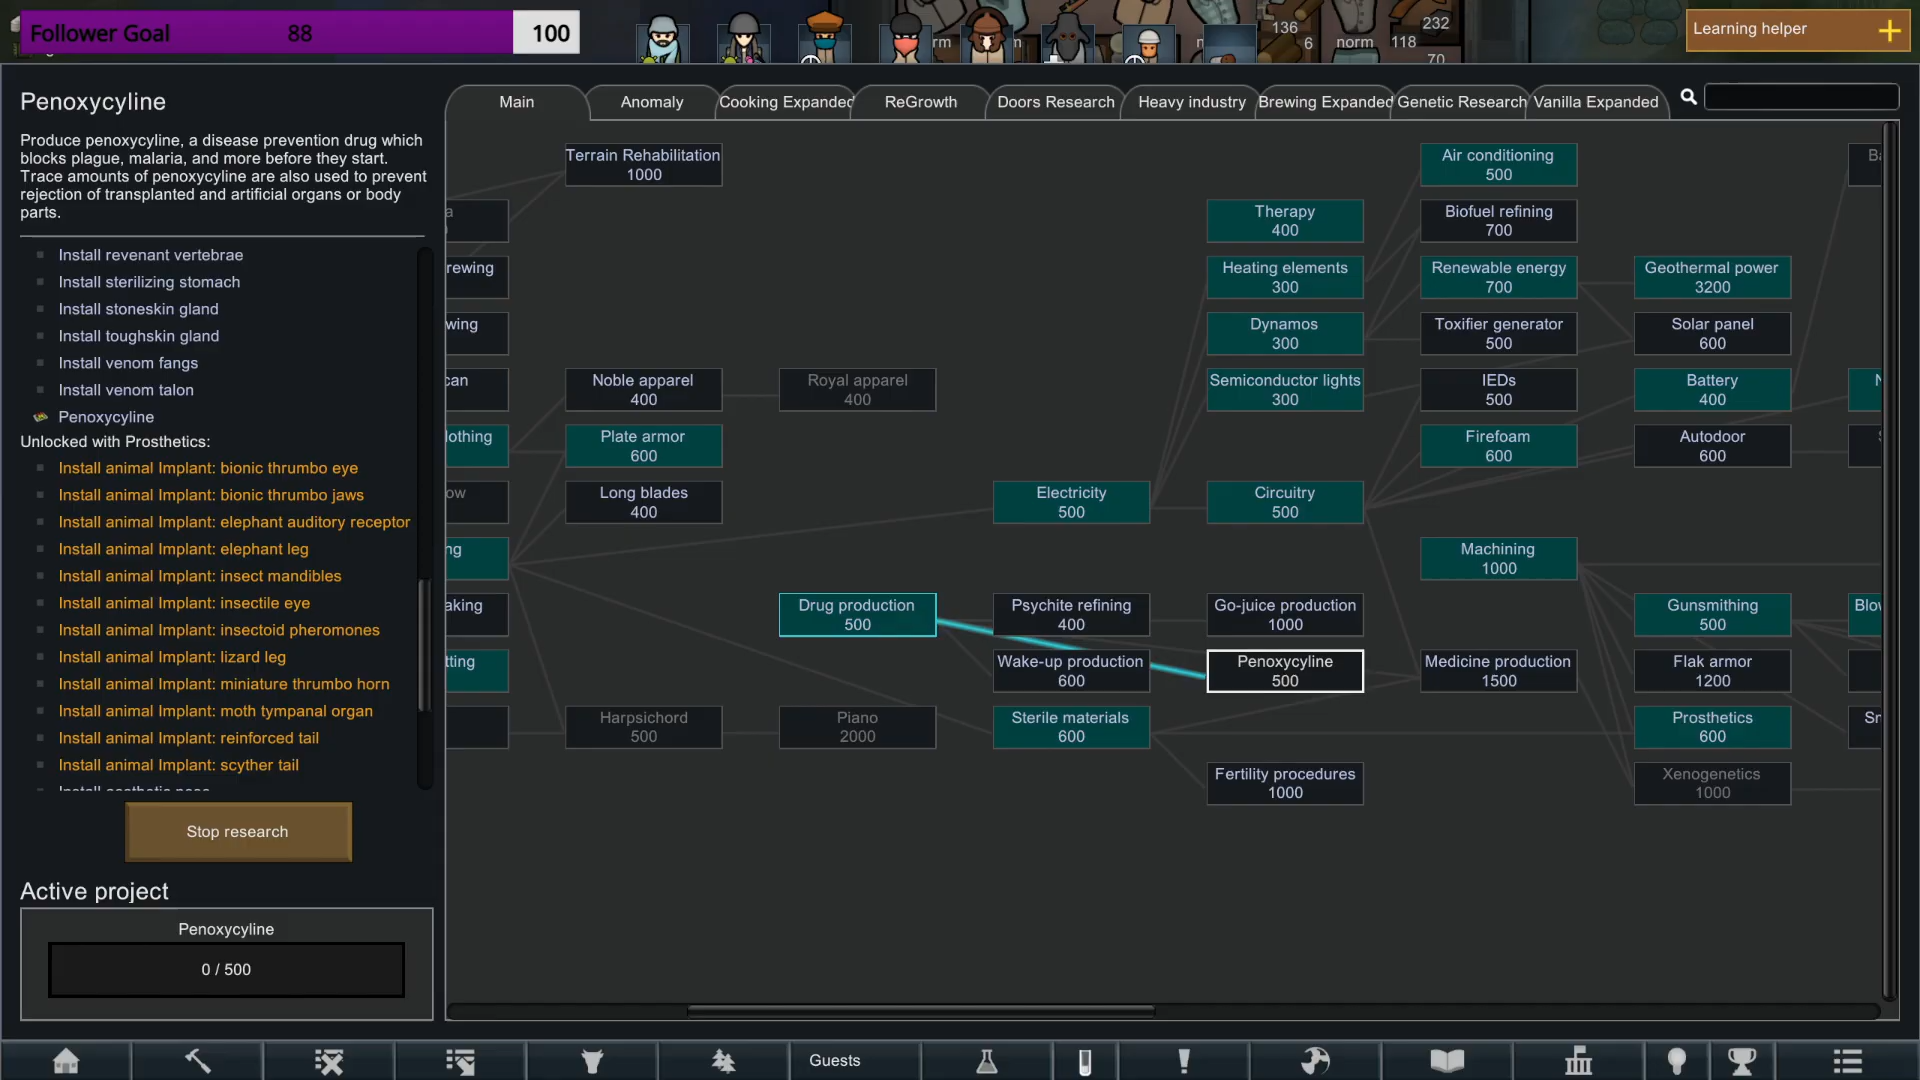 Follower Goal 88 100
136
6
norm
118
232
70
Learning helper
Penoxycyline
Produce penoxycyline, a disease prevention drug which
blocks plague, malaria, and more before they start.
Trace amounts of penoxycyline are also used to prevent
rejection of transplanted and artificial organs or body
parts.
Install revenant vertebrae
Install sterilizing stomach
Install stoneskin gland
Install toughskin gland
Install venom fangs
Install venom talon
Penoxycyline
Unlocked with Prosthetics:
Install animal Implant: bionic thrumbo eye
Install animal Implant: bionic thrumbo jaws
Install animal Implant: elephant auditory receptor
Install animal Implant: elephant leg
Install animal Implant: insect mandibles
Install animal Implant: insectile eye
Install animal Implant: insectoid pheromones
Install animal Implant: lizard leg
Install animal Implant: miniature thrumbo horn
Install animal Implant: moth tympanal organ
Install animal Implant: reinforced tail
Install animal Implant: scyther tail
Stop research
Active project
Penoxycyline
0 / 500
Main
Anomaly
Cooking Expanded
ReGrowth
Doors Research
Heavy industry
Brewing Expanded
Genetic Research
Vanilla Expanded
Terrain Rehabilitation
1000
rewing
wing
can
Noble apparel
400
Royal apparel
400
lothing
Plate armor
600
ow
Long blades
400
ng
aking
tting
Harpsichord
500
Piano
2000
Drug production
500
Electricity
500
Psychite refining
400
Wake-up production
600
Sterile materials
600
Therapy
400
Heating elements
300
Dynamos
300
Semiconductor lights
300
Circuitry
500
Go-juice production
1000
Penoxycyline
500
Fertility procedures
1000
Air conditioning
500
Biofuel refining
700
Renewable energy
700
Toxifier generator
500
IEDs
500
Firefoam
600
Machining
1000
Medicine production
1500
Geothermal power
3200
Solar panel
600
Battery
400
Autodoor
600
Gunsmithing
500
Flak armor
1200
Prosthetics
600
Xenogenetics
1000
Blow
Guests